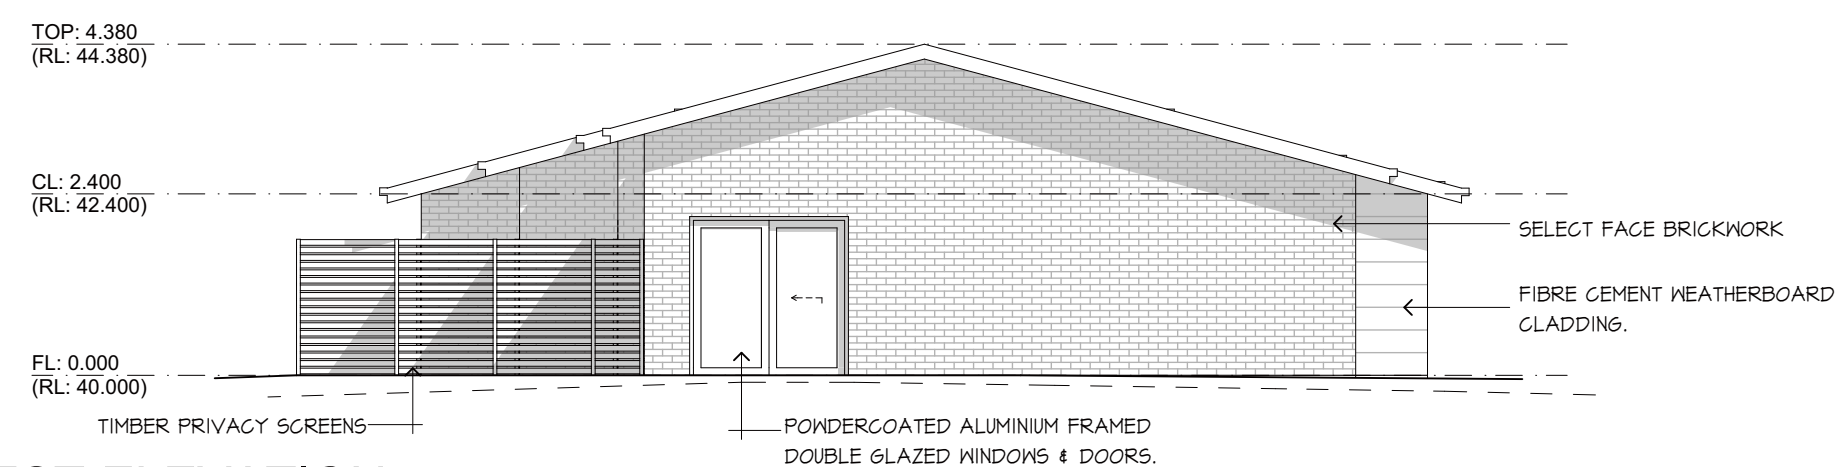 TOP: 4.380
(RL: 44.380)
CL: 2.400
(RL: 42.400)
SELECT FACE BRICKWORK
FIBRE CEMENT WEATHERBOARD
CLADDING.
FL: 0.000
(RL: 40.000)
TIMBER PRIVACY SCREENS
POWDERCOATED ALUMINIUM FRAMED
DOUBLE GLAZED WINDOWS & DOORS.